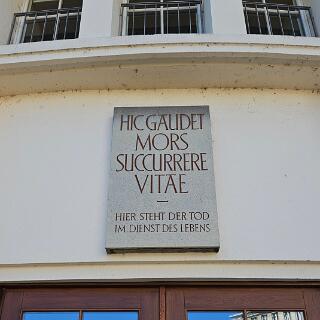 HIC GAUDET
MORS
SUCCURRERE
VITAE
—
HIER STEHT DER TOD
IM DIENST DES LEBENS